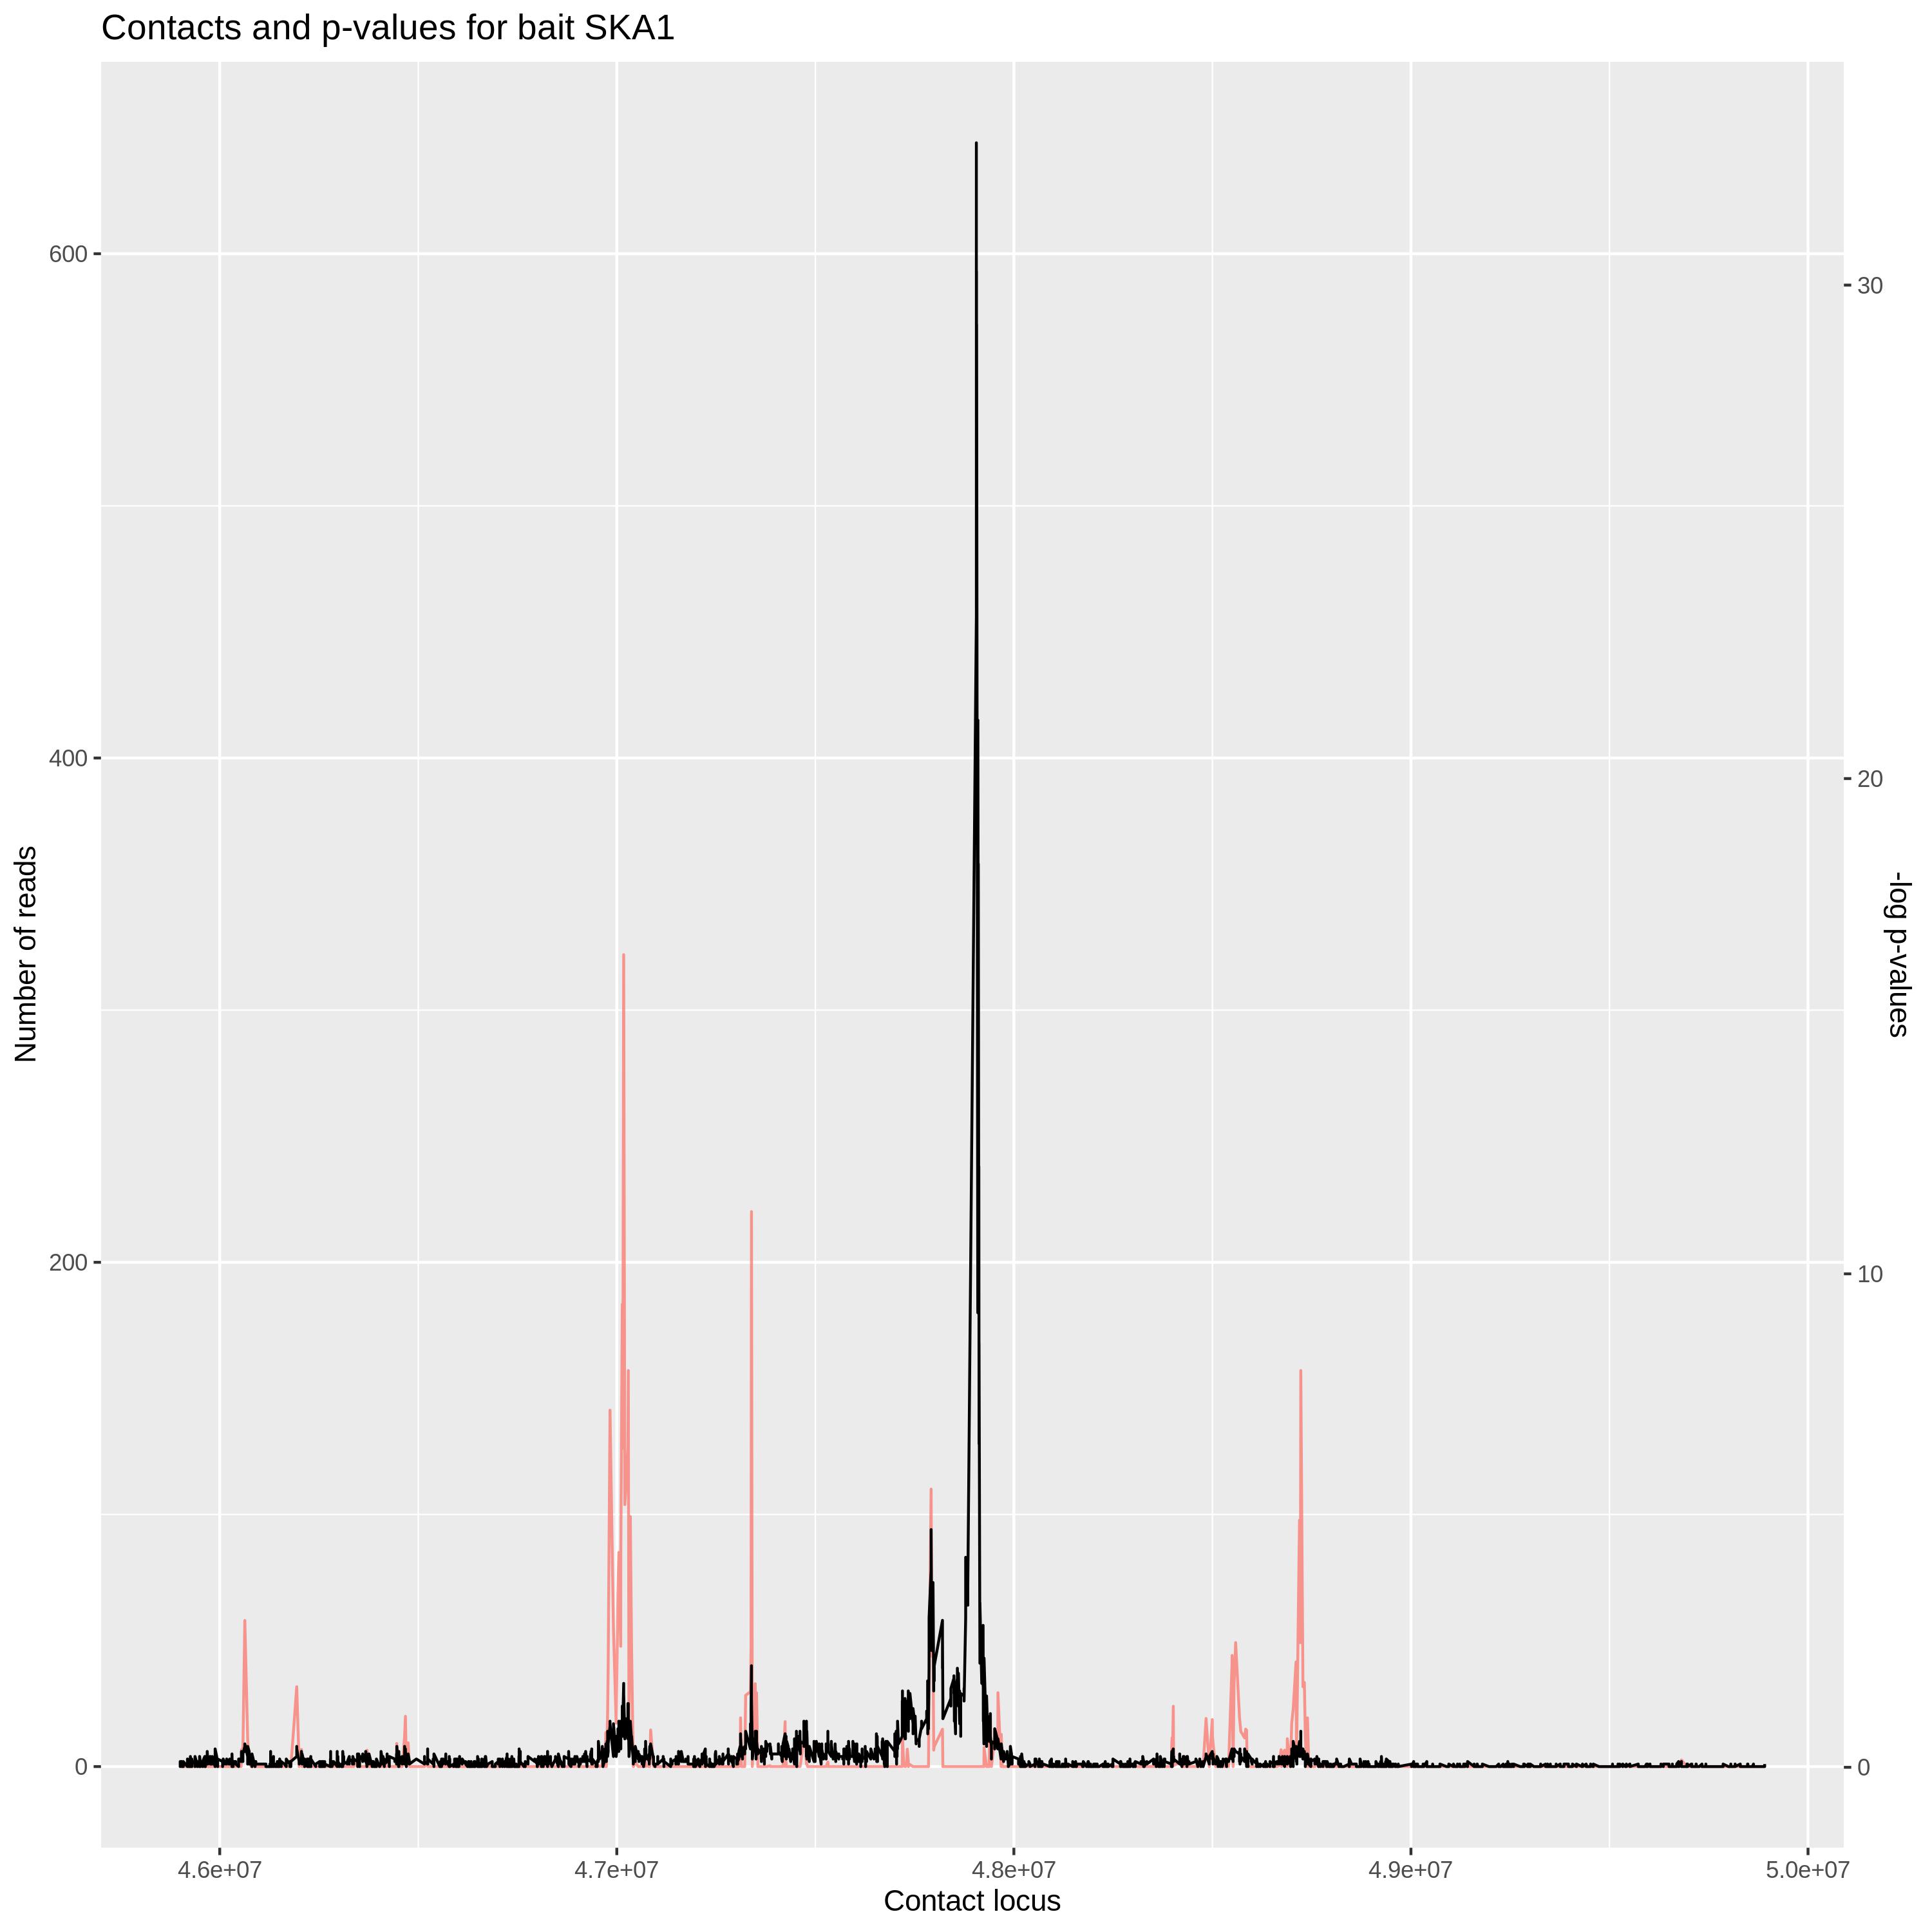 Contacts and p-values for bait SKA1
600
400
200
0
Number of reads
30
20
10
0
-log p-values
4.6e+07
4.7e+07
4.8e+07
4.9e+07
5.0e+07
Contact locus